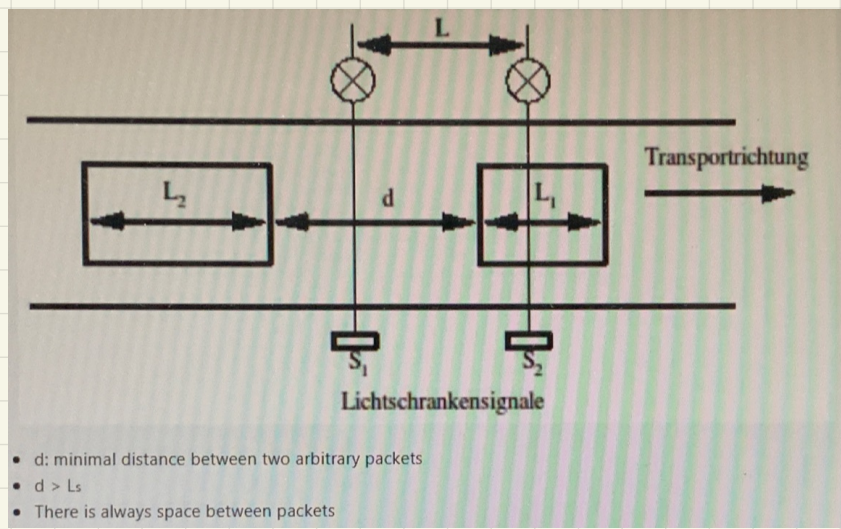 L
Transportrichtung
L₂
d
L₁
S₁
S₂
Lichtschrankensignale
• d: minimal distance between two arbitrary packets
• d > Ls
• There is always space between packets